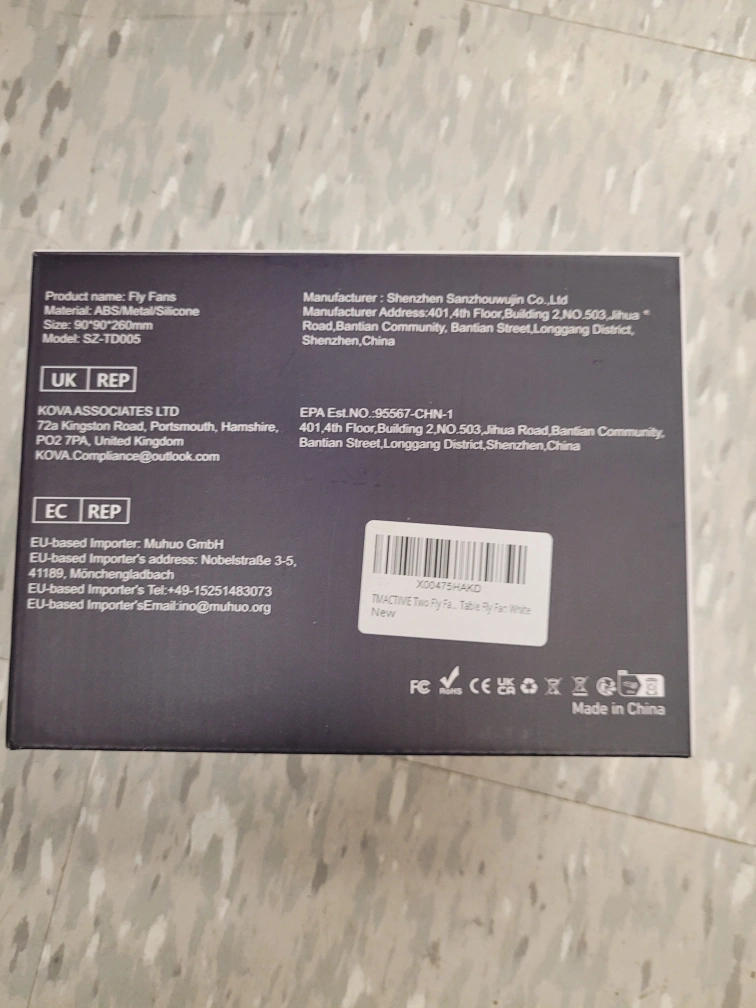 Product name: Fly Fans
Material: ABS/Metal/Silicone
Size: 90*90*260mm
Model: SZ-TD005
Manufacturer : Shenzhen Sanzhouwujin Co.,Ltd
Manufacturer Address:401,4th Floor,Building 2,NO.503,Jihua
Road,Bantian Community, Bantian Street,Longgang District,
Shenzhen,China
UK REP
KOVA ASSOCIATES LTD
72a Kingston Road, Portsmouth, Hamshire,
PO2 7PA, United Kingdom
KOVA.Compliance@outlook.com
EPA Est.NO.:95567-CHN-1
401,4th Floor,Building 2,NO.503,Jihua Road,Bantian Community,
Bantian Street,Longgang District,Shenzhen,China
EC REP
EU-based Importer: Muhuo GmbH
EU-based Importer's address: Nobelstraße 3-5,
41189, Mönchengladbach
EU-based Importer's Tel:+49-15251483073
EU-based Importer'sEmail:ino@muhuo.org
X00475HAKD
TMACTIME Two Fly Fa... Table Fly Fan White
New
FC RoHS CE UK CA
Made in China